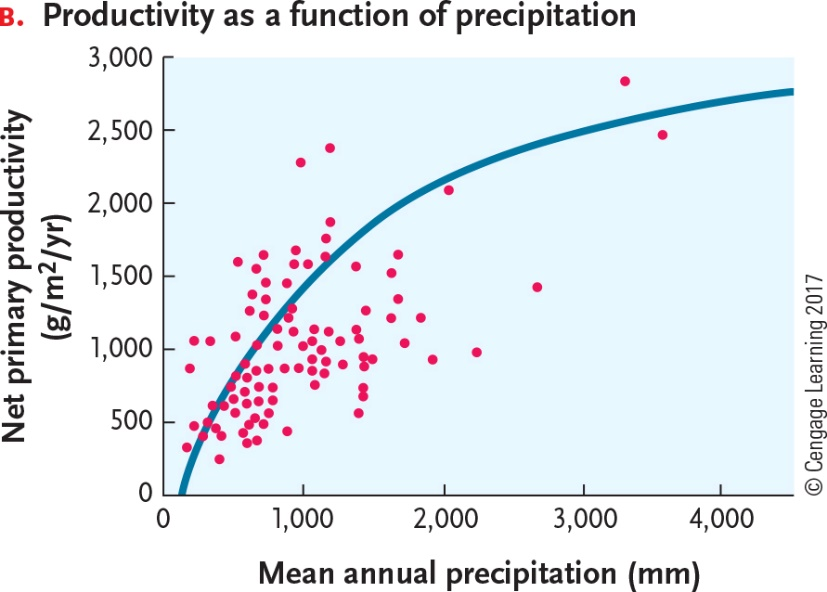 B. Productivity as a function of precipitation
3,000
2,500
2,000
1,500
1,000
500
0
Net primary productivity
(g/m²/yr)
0 1,000 2,000 3,000 4,000
Mean annual precipitation (mm)
© Cengage Learning 2017